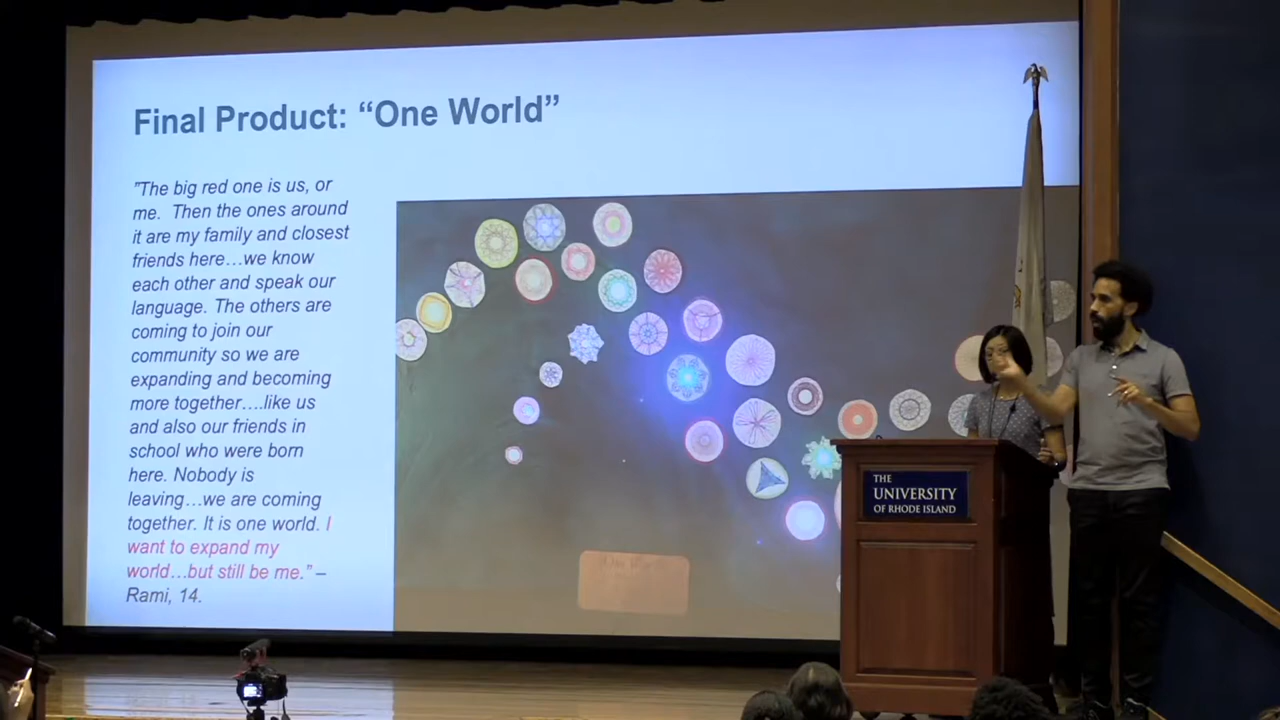 Final Product: “One World”
"The big red one is us, or
me. Then the ones around
it are my family and closest
friends here…we know
each other and speak our
language. The others are
coming to join our
community so we are
expanding and becoming
more together….like us
and also our friends in
school who were born
here. Nobody is
leaving…we are coming
together. It is one world. I
want to expand my
world…but still be me.” –
Rami, 14.
THE
UNIVERSITY
OF RHODE ISLAND